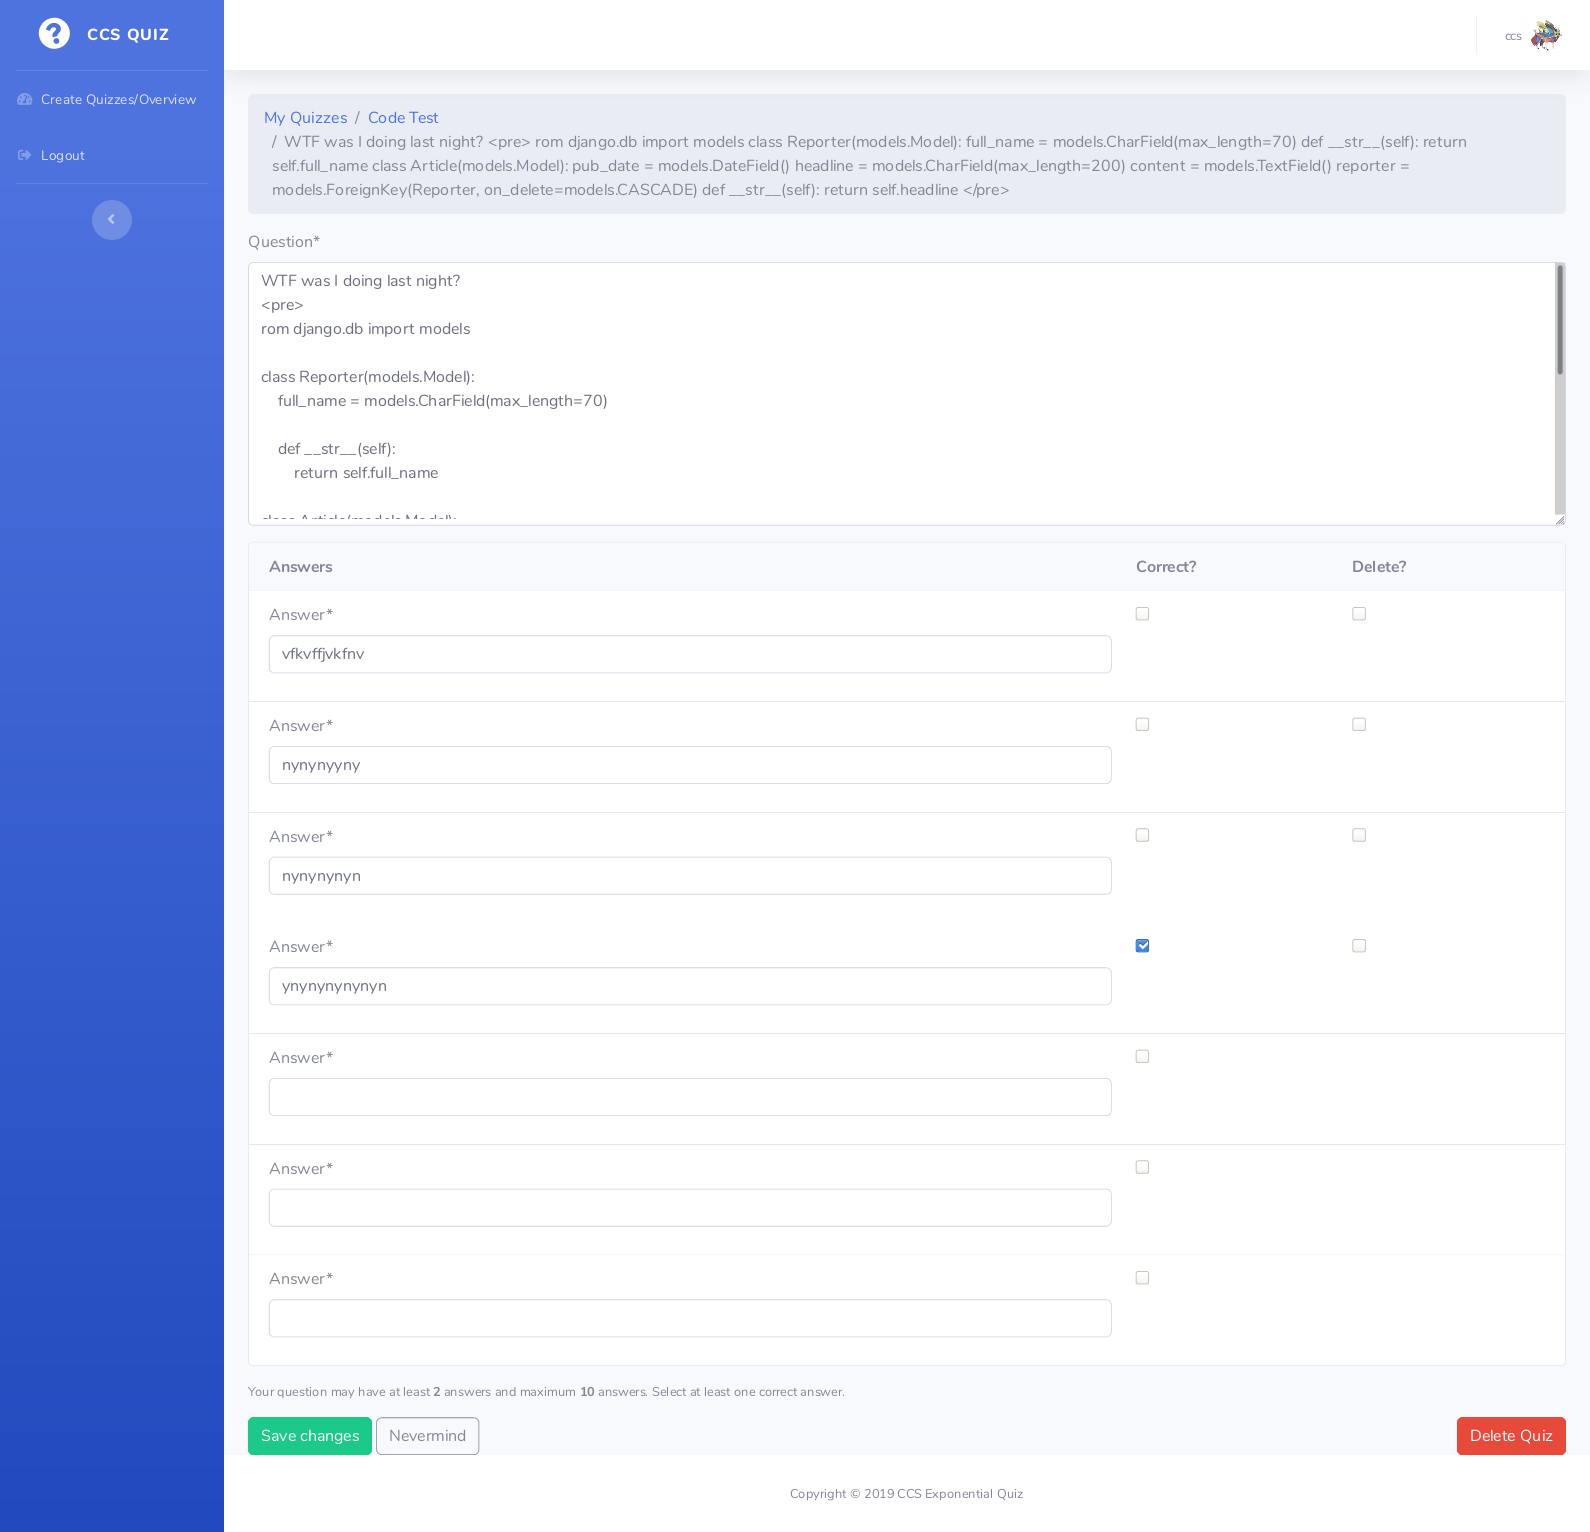 CCS QUIZ
ccs
Create Quizzes/Overview
Logout
My Quizzes / Code Test
/ WTF was I doing last night? <pre> rom django.db import models class Reporter(models.Model): full_name = models.CharField(max_length=70) def __str__(self): return
self.full_name class Article(models.Model): pub_date = models.DateField() headline = models.CharField(max_length=200) content = models.TextField() reporter =
models.ForeignKey(Reporter, on_delete=models.CASCADE) def __str__(self): return self.headline </pre>
Question*
WTF was I doing last night?
<pre>
rom django.db import models
class Reporter(models.Model):
full_name = models.CharField(max_length=70)
def __str__(self):
return self.full_name
class Article(models.Model):
Answers Correct? Delete?
Answer*
vfkvffjvkfnv
Answer*
nynynyyny
Answer*
nynynynyn
Answer*
ynynynynynyn
Answer*
Answer*
Answer*
Your question may have at least 2 answers and maximum 10 answers. Select at least one correct answer.
Save changes Nevermind Delete Quiz
Copyright © 2019 CCS Exponential Quiz